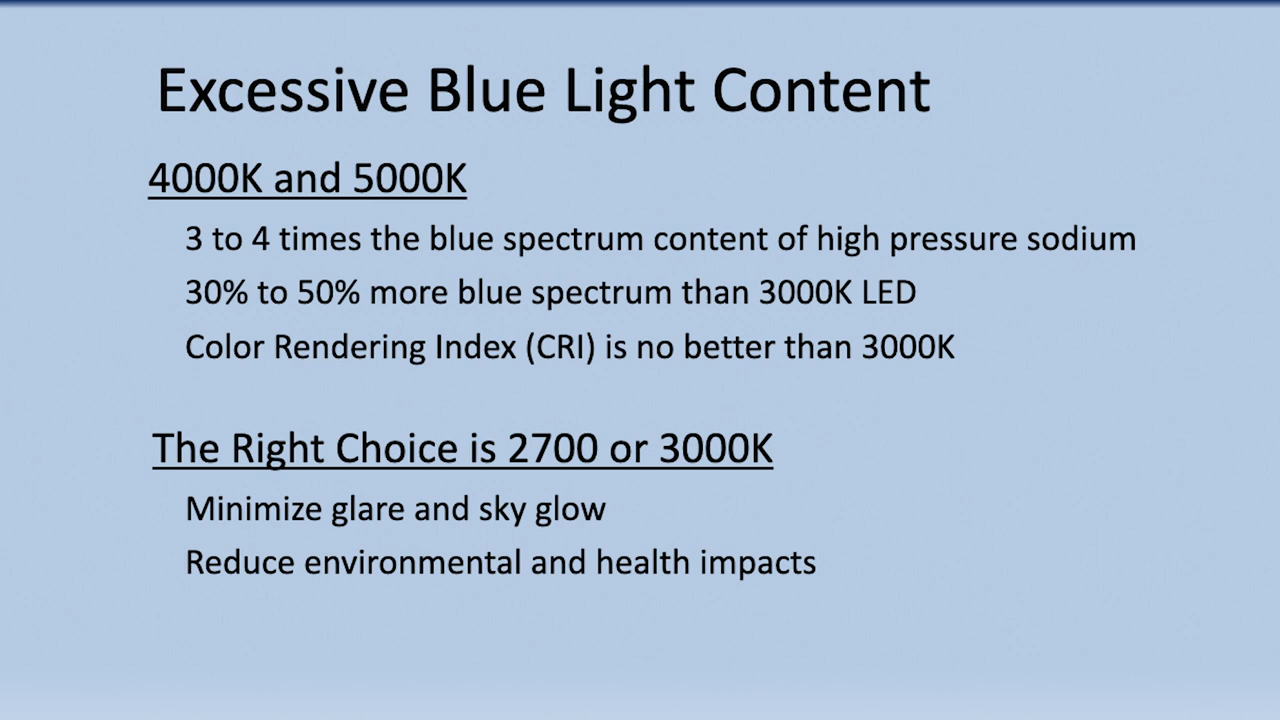 Excessive Blue Light Content
4000K and 5000K
3 to 4 times the blue spectrum content of high pressure sodium
30% to 50% more blue spectrum than 3000K LED
Color Rendering Index (CRI) is no better than 3000K
The Right Choice is 2700 or 3000K
Minimize glare and sky glow
Reduce environmental and health impacts